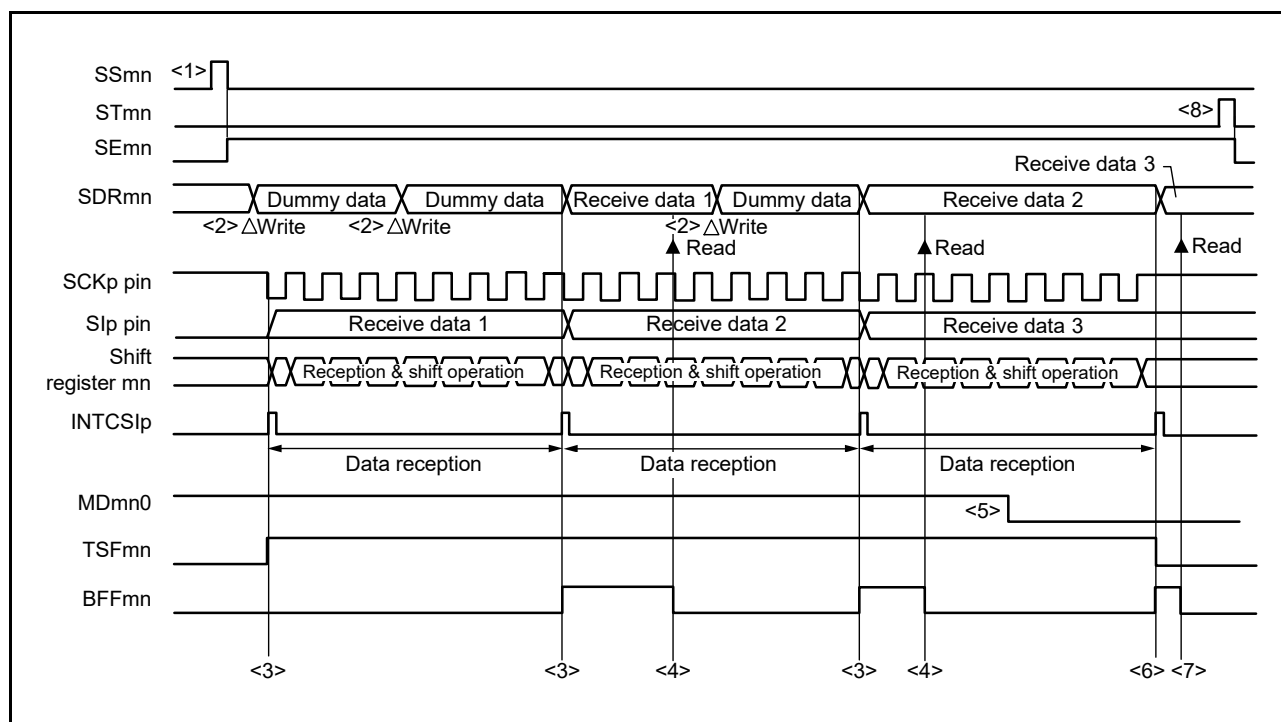 SSmn <1>
STmn <8>
SEmn
Receive data 3
SDRmn Dummy data Dummy data Receive data 1 Dummy data Receive data 2
<2> △Write <2> △Write <2> △Write
▲Read ▲Read ▲Read
SCKp pin
SIp pin Receive data 1 Receive data 2 Receive data 3
Shift
register mn Reception & shift operation Reception & shift operation Reception & shift operation
INTCSIp
Data reception Data reception Data reception
MDmn0 <5>
TSFmn
BFFmn
<3> <3> <4> <3> <4> <6> <7>